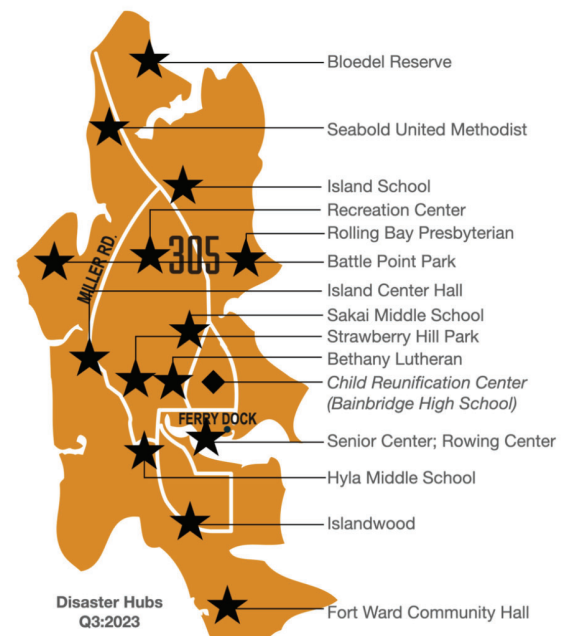 Bloedel Reserve
Seabold United Methodist
Island School
Recreation Center
Rolling Bay Presbyterian
305
MILLER RD.
Battle Point Park
Island Center Hall
Sakai Middle School
Strawberry Hill Park
Bethany Lutheran
Child Reunification Center
(Bainbridge High School)
FERRY DOCK
Senior Center; Rowing Center
Hyla Middle School
Islandwood
Disaster Hubs
Q3:2023
Fort Ward Community Hall